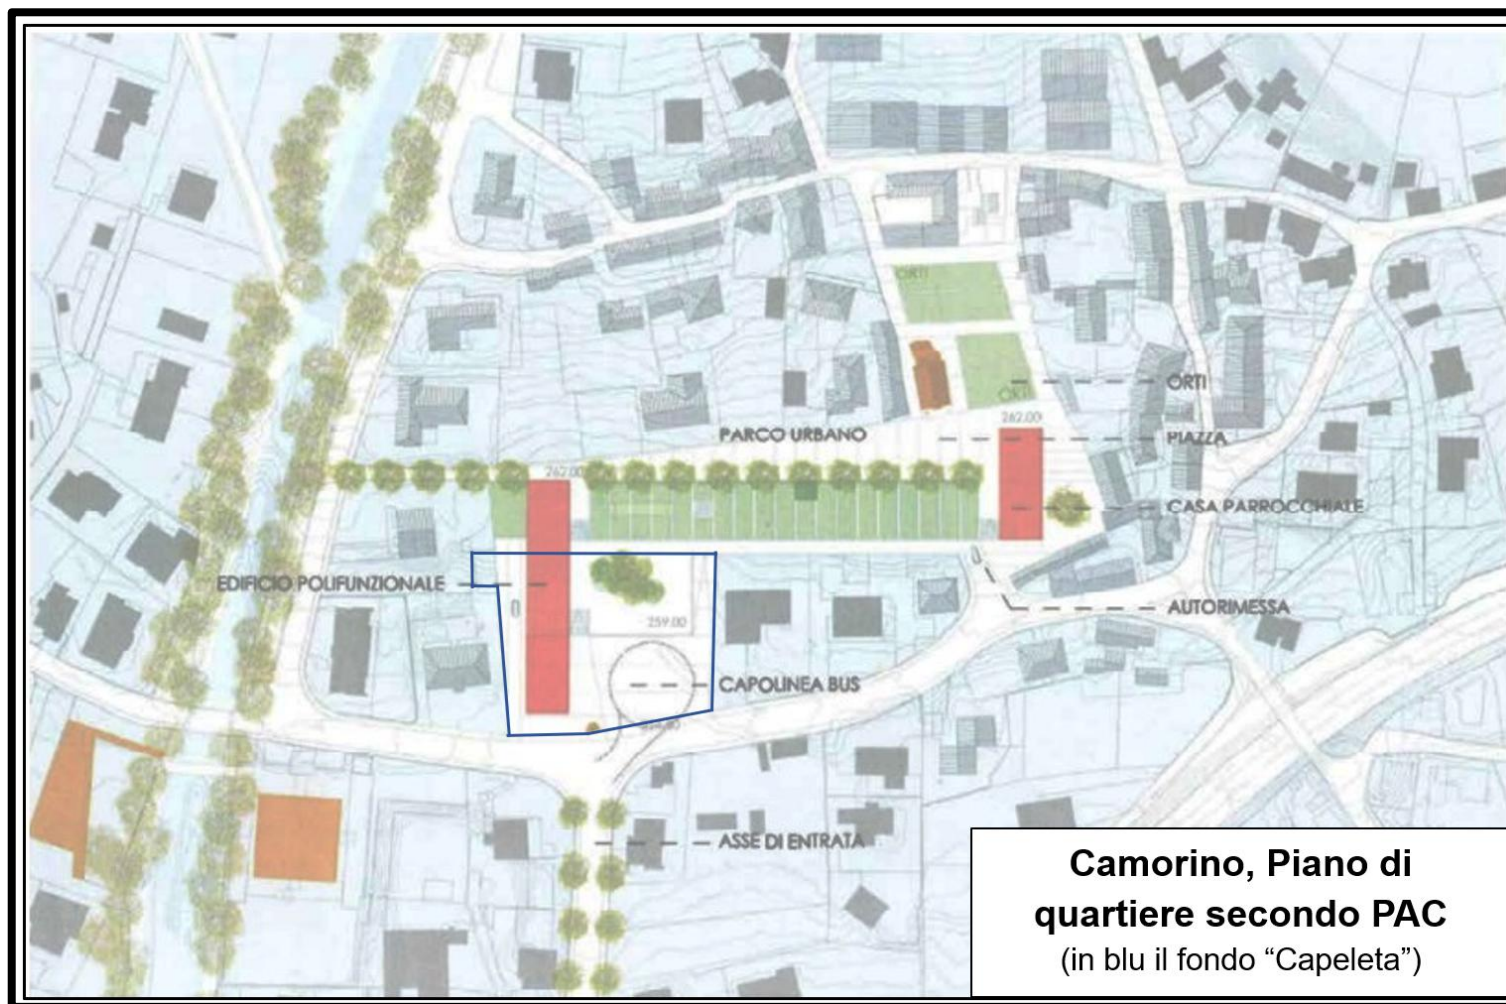 ORTI
ORTI
ORTI
262.00
PARCO URBANO
PIAZZA
262.00
CASA PARROCCHIALE
EDIFICIO POLIFUNZIONALE
AUTORIMESSA
259.00
CAPOLINEA BUS
ASSE DI ENTRATA
Camorino, Piano di
quartiere secondo PAC
(in blu il fondo “Capeleta”)